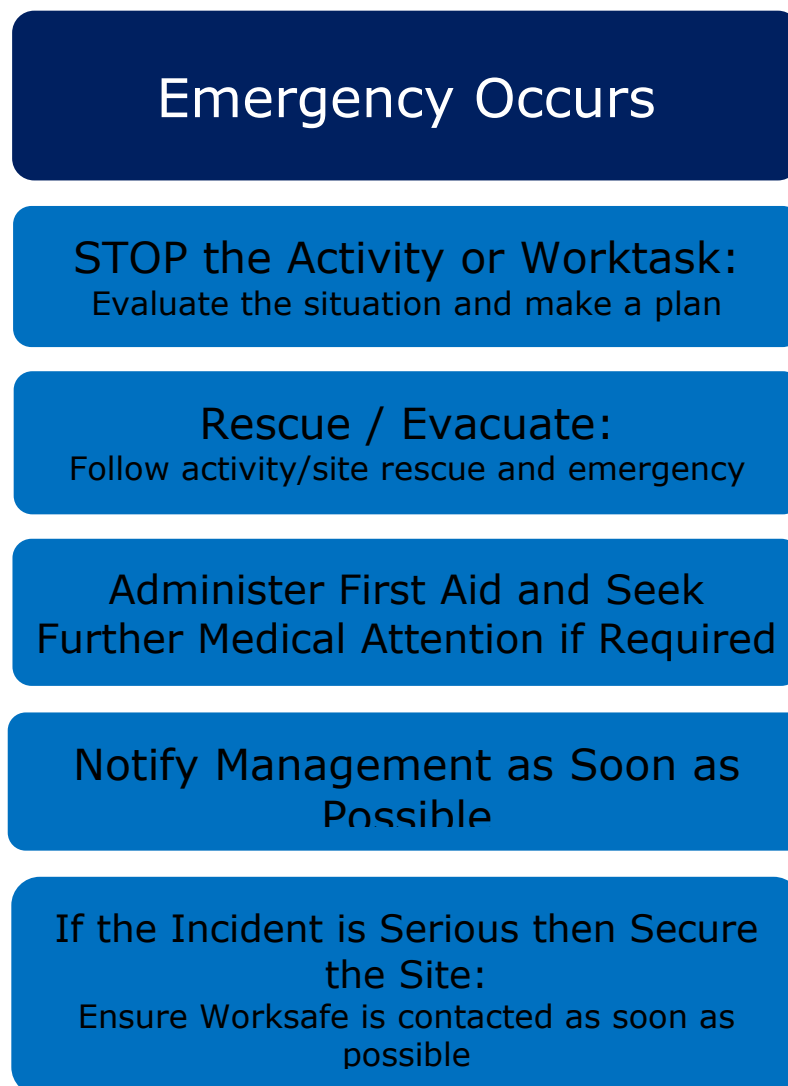 Emergency Occurs
STOP the Activity or Worktask:
Evaluate the situation and make a plan
Rescue / Evacuate:
Follow activity/site rescue and emergency
Administer First Aid and Seek
Further Medical Attention if Required
Notify Management as Soon as
Possible
If the Incident is Serious then Secure
the Site:
Ensure Worksafe is contacted as soon as
possible